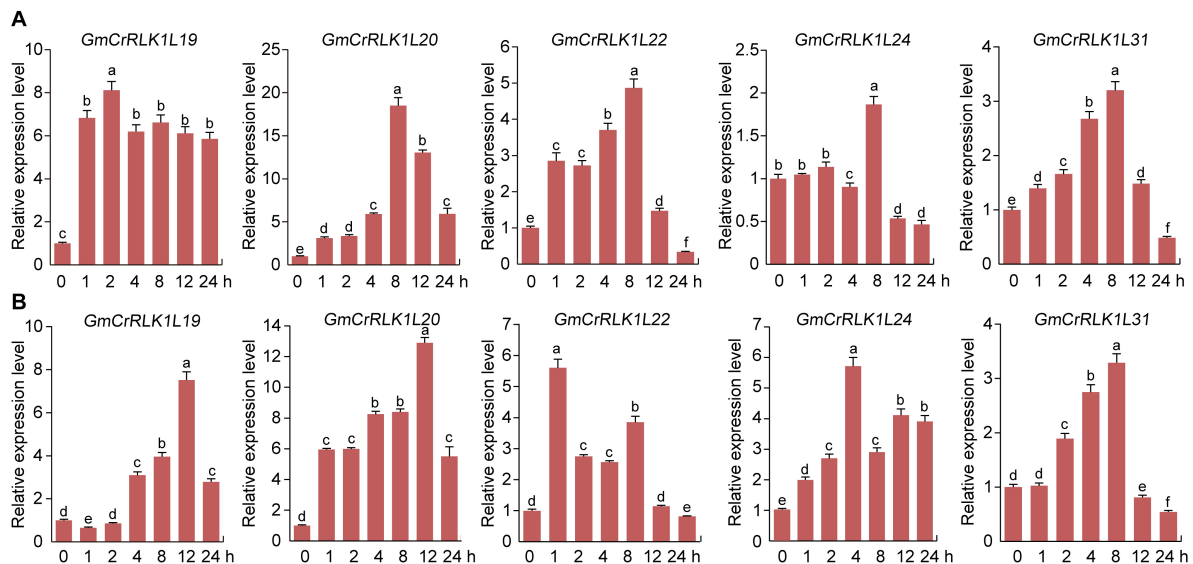 A
GmCrRLK1L19
Relative expression level
10
8
6
4
2
0
c
b
a
b
b
b
b
0 1 2 4 8 12 24 h
GmCrRLK1L20
Relative expression level
25
20
15
10
5
0
e
d
d
c
a
b
c
0 1 2 4 8 12 24 h
GmCrRLK1L22
Relative expression level
6
5
4
3
2
1
0
e
c
c
b
a
d
f
0 1 2 4 8 12 24 h
GmCrRLK1L24
Relative expression level
2.5
2.0
1.5
1.0
0.5
0
b
b
b
c
a
d
d
0 1 2 4 8 12 24 h
GmCrRLK1L31
Relative expression level
4
3
2
1
0
e
d
c
b
a
d
f
0 1 2 4 8 12 24 h
B
GmCrRLK1L19
Relative expression level
10
8
6
4
2
0
d
e
d
c
b
a
c
0 1 2 4 8 12 24 h
GmCrRLK1L20
Relative expression level
14
12
10
8
6
4
2
0
d
c
c
b
b
a
c
0 1 2 4 8 12 24 h
GmCrRLK1L22
Relative expression level
7
6
5
4
3
2
1
0
d
a
c
c
b
d
e
0 1 2 4 8 12 24 h
GmCrRLK1L24
Relative expression level
7
6
5
4
3
2
1
0
e
d
c
a
c
b
b
0 1 2 4 8 12 24 h
GmCrRLK1L31
Relative expression level
4
3
2
1
0
d
d
c
b
a
e
f
0 1 2 4 8 12 24 h